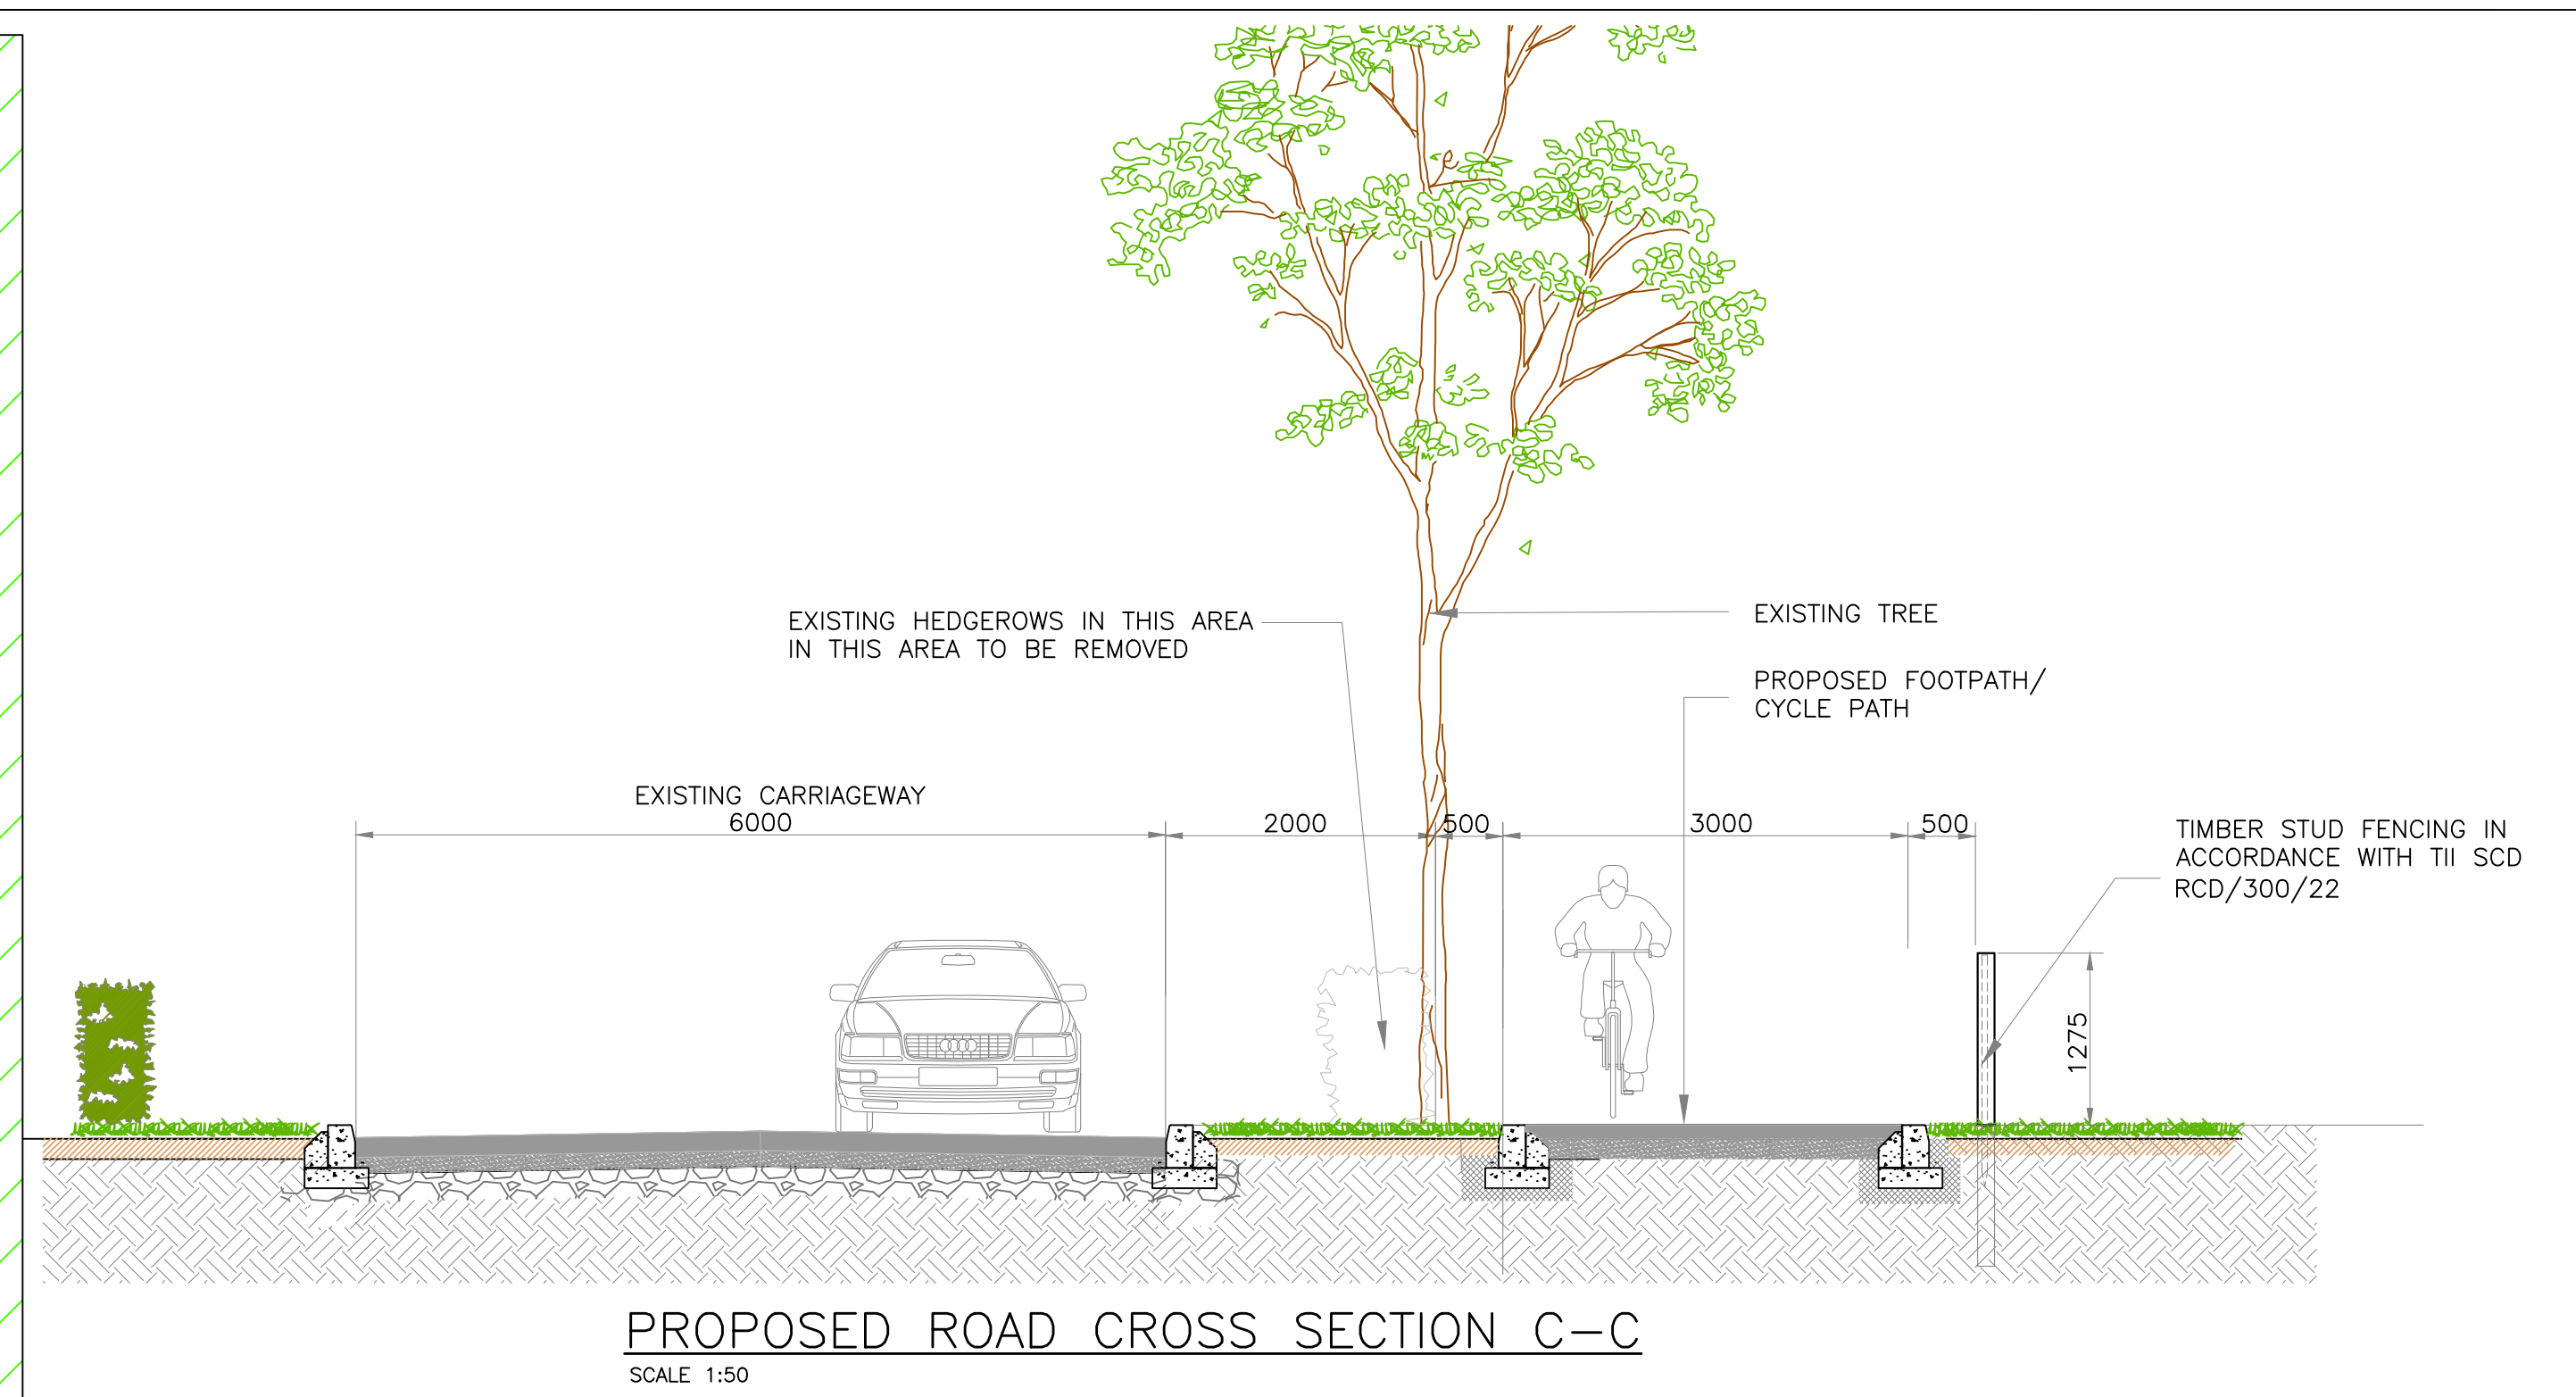 EXISTING HEDGEROWS IN THIS AREA
IN THIS AREA TO BE REMOVED
EXISTING TREE
PROPOSED FOOTPATH/
CYCLE PATH
EXISTING CARRIAGEWAY
6000
2000
500
3000
500
TIMBER STUD FENCING IN
ACCORDANCE WITH TII SCD
RCD/300/22
1275
PROPOSED ROAD CROSS SECTION C-C
SCALE 1:50